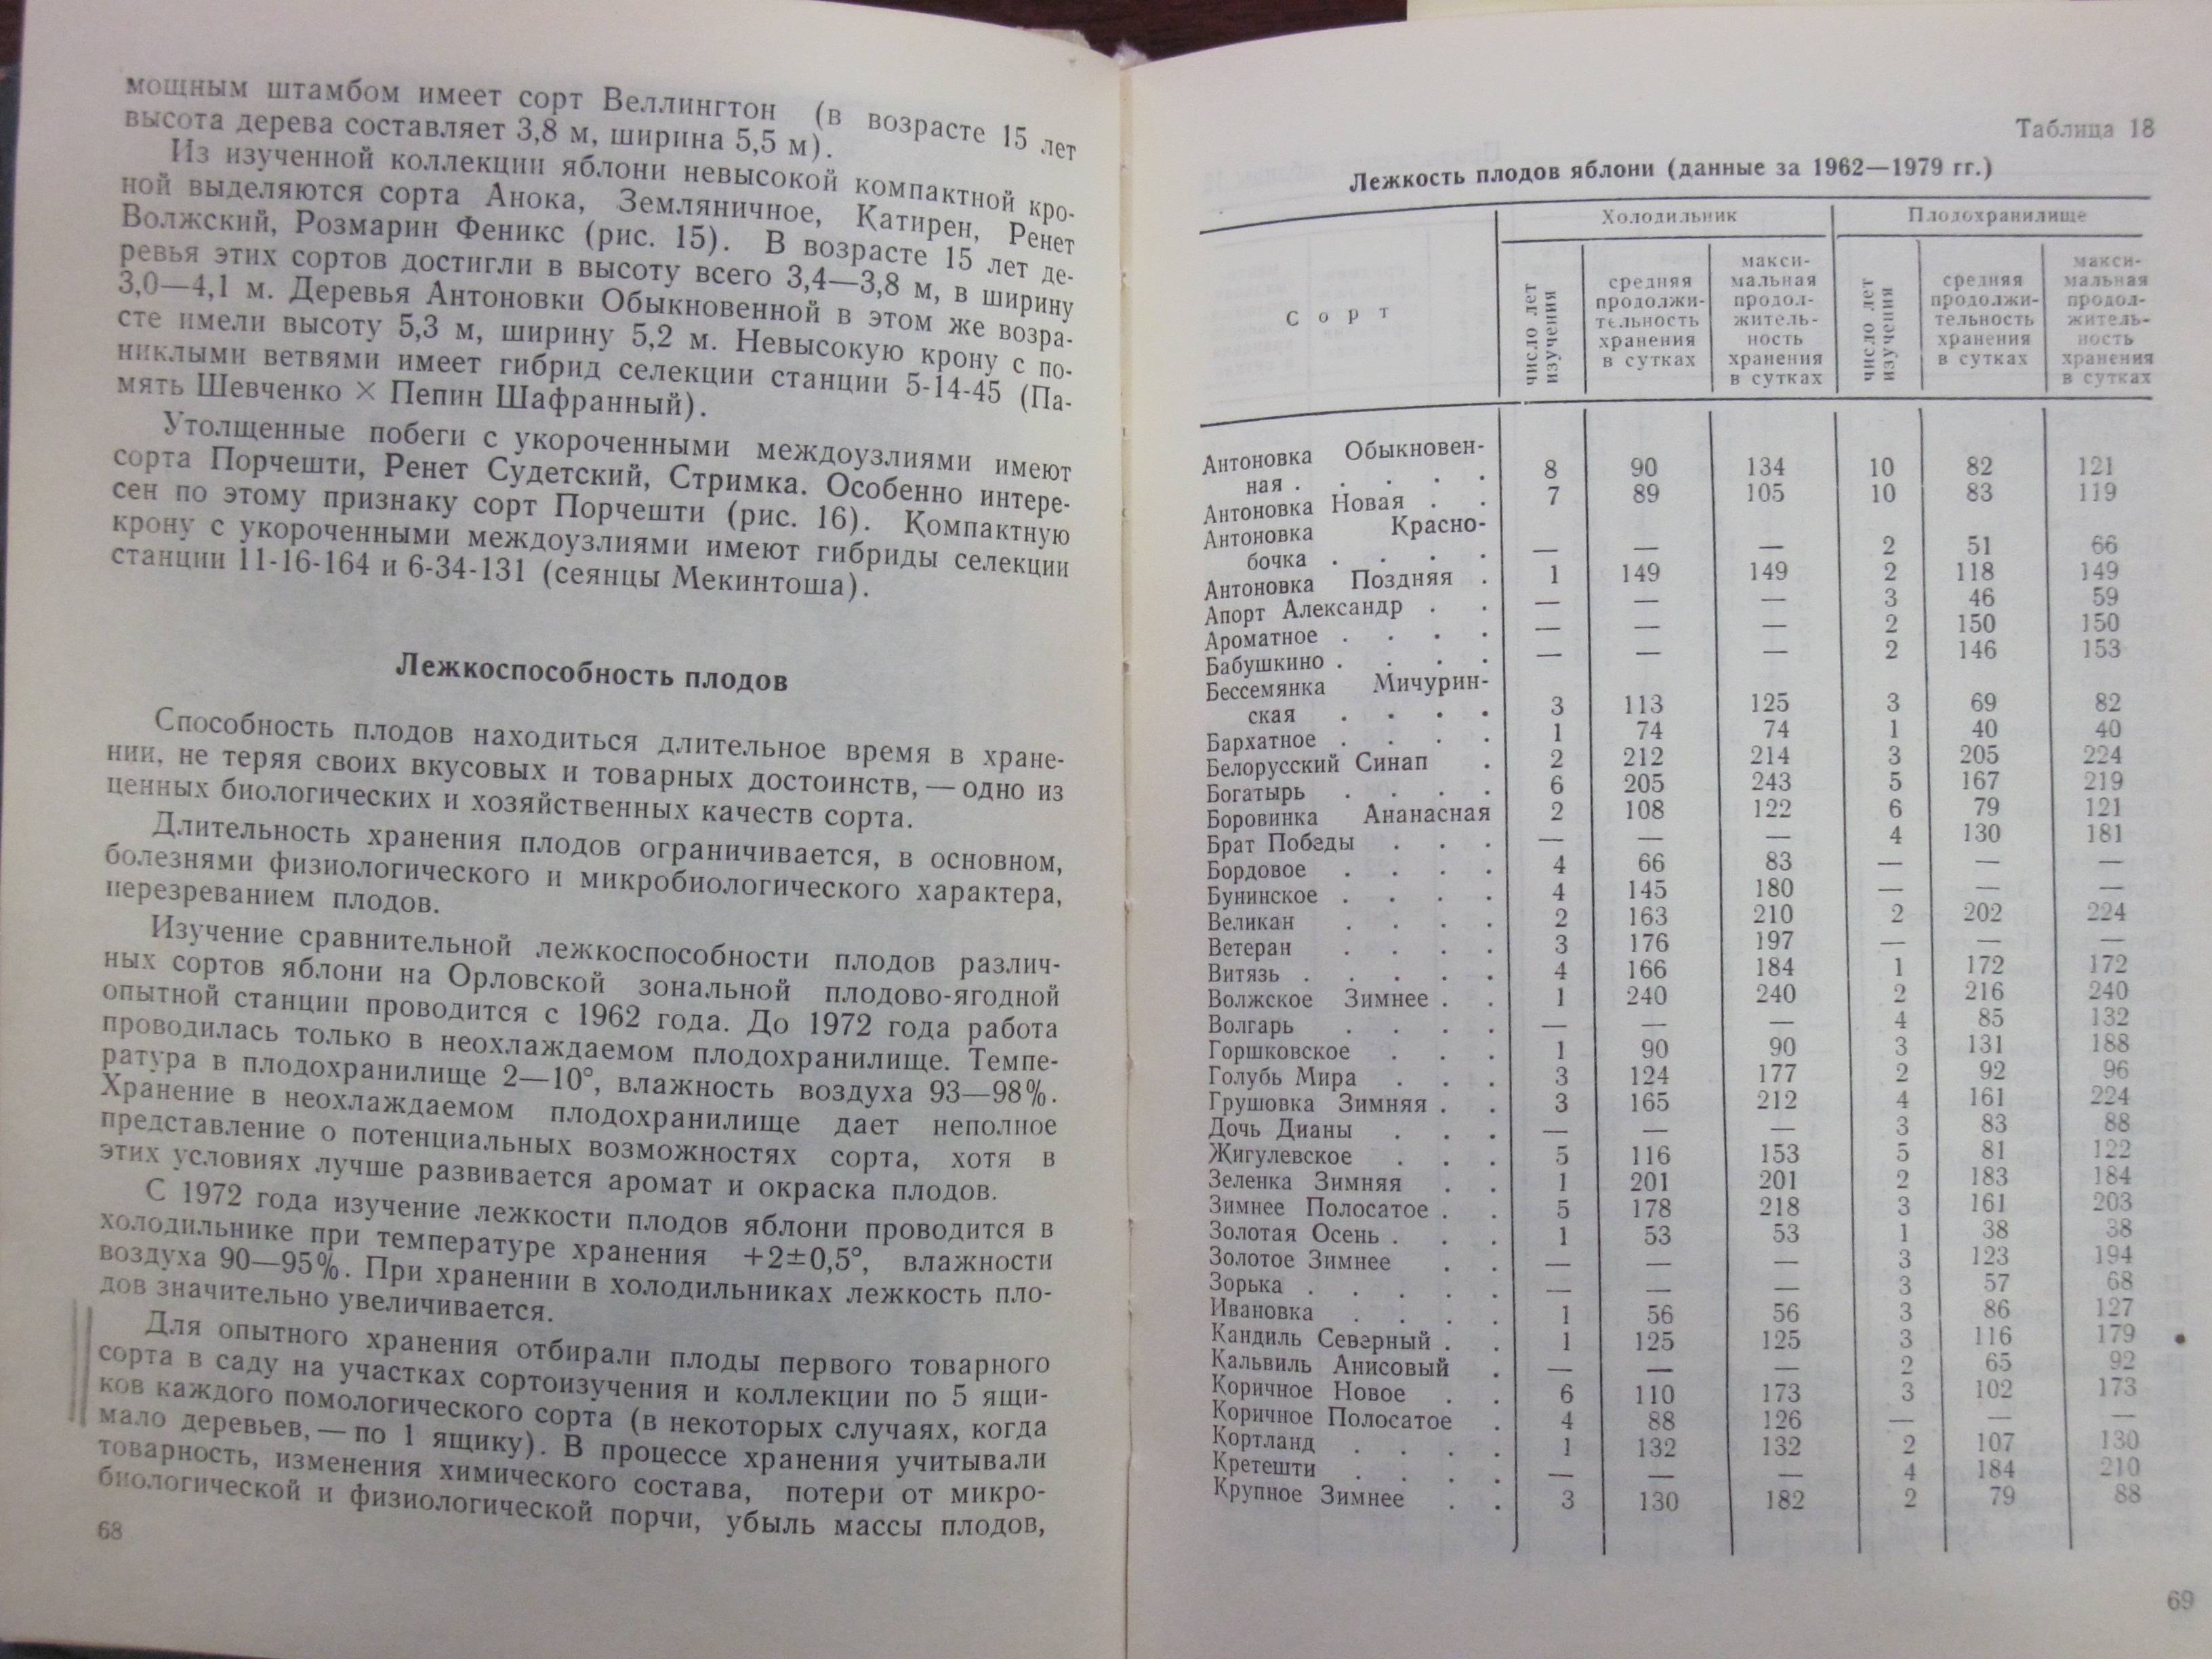 мощным штамбом имеет сорт Веллингтон (в возрасте 15 лет
высота дерева составляет 3,8 м, ширина 5,5 м).
Из изученной коллекции яблони невысокой компактной кро-
ной выделяются сорта Анока, Земляничное, Катирен, Ренет
Волжский, Розмарин Феникс (рис. 15). В возрасте 15 лет де-
ревья этих сортов достигли в высоту всего 3,4—3,8 м, в ширину
3,0—4,1 м. Деревья Антоновки Обыкновенной в этом же возра-
сте имели высоту 5,3 м, ширину 5,2 м. Невысокую крону с по-
никлыми ветвями имеет гибрид селекции станции 5-14-45 (Па-
мять Шевченко × Пепин Шафранный).
Утолщенные побеги с укороченными междоузлиями имеют
сорта Порчешти, Ренет Судетский, Стримка. Особенно интере-
сен по этому признаку сорт Порчешти (рис. 16). Компактную
крону с укороченными междоузлиями имеют гибриды селекции
станции 11-16-164 и 6-34-131 (сеянцы Мекинтоша).
Лежкоспособность плодов
Способность плодов находиться длительное время в хране-
нии, не теряя своих вкусовых и товарных достоинств, — одно из
ценных биологических и хозяйственных качеств сорта.
Длительность хранения плодов ограничивается, в основном,
болезнями физиологического и микробиологического характера,
перезреванием плодов.
Изучение сравнительной лежкоспособности плодов различ-
ных сортов яблони на Орловской зональной плодово-ягодной
опытной станции проводится с 1962 года. До 1972 года работа
проводилась только в неохлаждаемом плодохранилище. Темпе-
ратура в плодохранилище 2—10°, влажность воздуха 93—98%.
Хранение в неохлаждаемом плодохранилище дает неполное
представление о потенциальных возможностях сорта, хотя в
этих условиях лучше развивается аромат и окраска плодов.
С 1972 года изучение лежкости плодов яблони проводится в
холодильнике при температуре хранения +2±0,5°, влажности
воздуха 90—95%. При хранении в холодильниках лежкость пло-
дов значительно увеличивается.
Для опытного хранения отбирали плоды первого товарного
сорта в саду на участках сортоизучения и коллекции по 5 ящи-
ков каждого помологического сорта (в некоторых случаях, когда
мало деревьев, — по 1 ящику). В процессе хранения учитывали
товарность, изменения химического состава, потери от микро-
биологической и физиологической порчи, убыль массы плодов,
68
Таблица 18
Лежкость плодов яблони (данные за 1962—1979 гг.)
Сорт
Холодильник
Плодохранилище
число лет
изучения
средняя
продолжи-
тельность
хранения
в сутках
макси-
мальная
продол-
житель-
ность
хранения
в сутках
число лет
изучения
средняя
продолжи-
тельность
хранения
в сутках
макси-
мальная
продол-
житель-
ность
хранения
в сутках
Антоновка Обыкновен-
ная . . . . . 8 90 134 10 82 121
Антоновка Новая . . 7 89 105 10 83 119
Антоновка Красно-
бочка . . . . — — — 2 51 66
Антоновка Поздняя . 1 149 149 2 118 149
Апорт Александр . . — — — 3 46 59
Ароматное . . . . — — — 2 150 150
Бабушкино . . . . — — — 2 146 153
Бессемянка Мичурин-
ская . . . . 3 113 125 3 69 82
Бархатное . . . . 1 74 74 1 40 40
Белорусский Синап . 2 212 214 3 205 224
Богатырь . . . . 6 205 243 5 167 219
Боровинка Ананасная 2 108 122 6 79 121
Брат Победы . . . — — — 4 130 181
Бордовое . . . . 4 66 83 — — —
Бунинское . . . . 4 145 180 — — —
Великан . . . . 2 163 210 2 202 224
Ветеран . . . . 3 176 197 — — —
Витязь . . . . . 4 166 184 1 172 172
Волжское Зимнее . . 1 240 240 2 216 240
Волгарь . . . . — — — 4 85 132
Горшковское . . . 1 90 90 3 131 188
Голубь Мира . . . 3 124 177 2 92 96
Грушовка Зимняя . . 3 165 212 4 161 224
Дочь Дианы . . . — — — 3 83 88
Жигулевское . . . 5 116 153 5 81 122
Зеленка Зимняя . . 1 201 201 2 183 184
Зимнее Полосатое . . 5 178 218 3 161 203
Золотая Осень . . . 1 53 53 1 38 38
Золотое Зимнее . . — — — 3 123 194
Зорька . . . . . — — — 3 57 68
Ивановка . . . . 1 56 56 3 86 127
Кандиль Северный . . 1 125 125 3 116 179
Кальвиль Анисовый . — — — 2 65 92
Коричное Новое . . 6 110 173 3 102 173
Коричное Полосатое . 4 88 126 — — —
Кортланд . . . . 1 132 132 2 107 130
Кретешти . . . . — — — 4 184 210
Крупное Зимнее . . 3 130 182 2 79 88
69